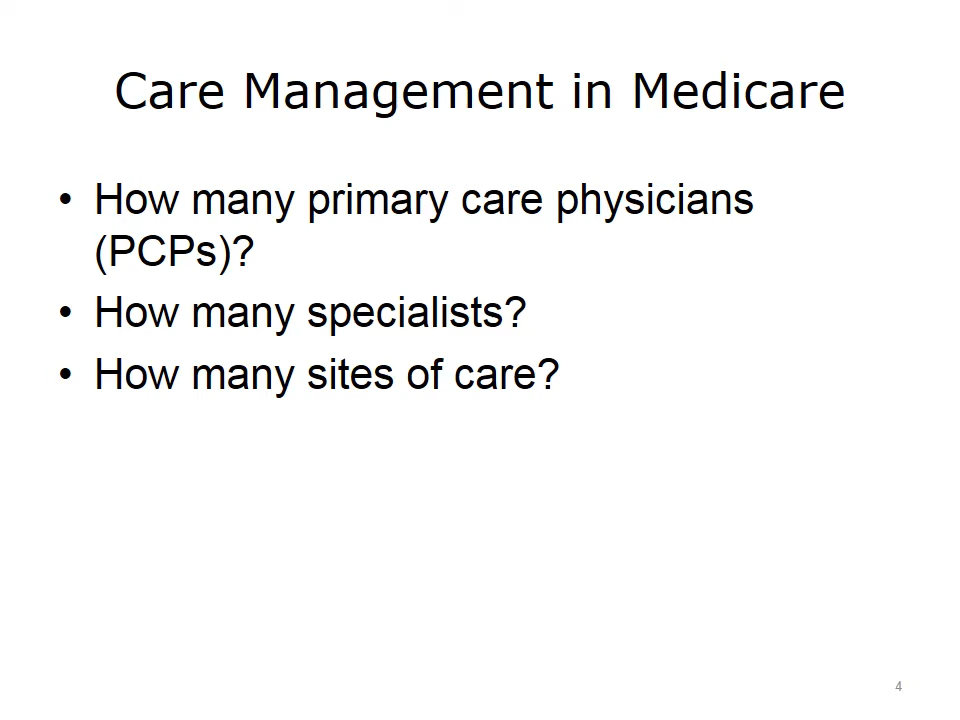 Care Management in Medicare
• How many primary care physicians
(PCPs)?
• How many specialists?
• How many sites of care?
4